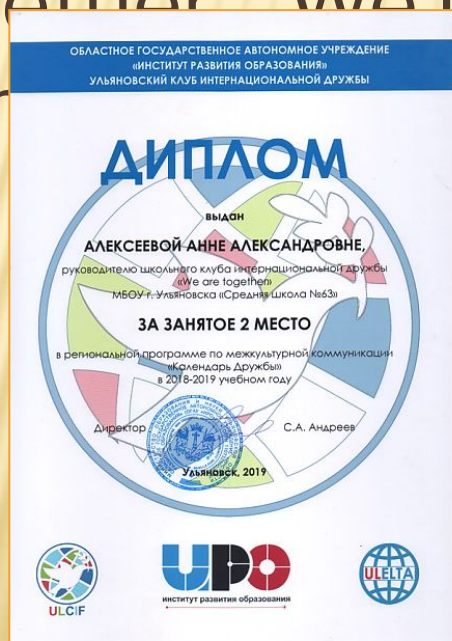 ОБЛАСТНОЕ ГОСУДАРСТВЕННОЕ АВТОНОМНОЕ УЧРЕЖДЕНИЕ
«ИНСТИТУТ РАЗВИТИЯ ОБРАЗОВАНИЯ»
УЛЬЯНОВСКИЙ КЛУБ ИНТЕРНАЦИОНАЛЬНОЙ ДРУЖБЫ
ДИПЛОМ
выдан
АЛЕКСЕЕВОЙ АННЕ АЛЕКСАНДРОВНЕ,
руководителю школьного клуба интернациональной дружбы
«We are together»
МБОУ г. Ульяновска «Средняя школа №63»
ЗА ЗАНЯТОЕ 2 МЕСТО
в региональной программе по межкультурной коммуникации
«Календарь Дружбы»
в 2018-2019 учебном году
Директор С.А. Андреев
Ульяновск, 2019
ULCIF
ИРО
институт развития образования
ULELTA